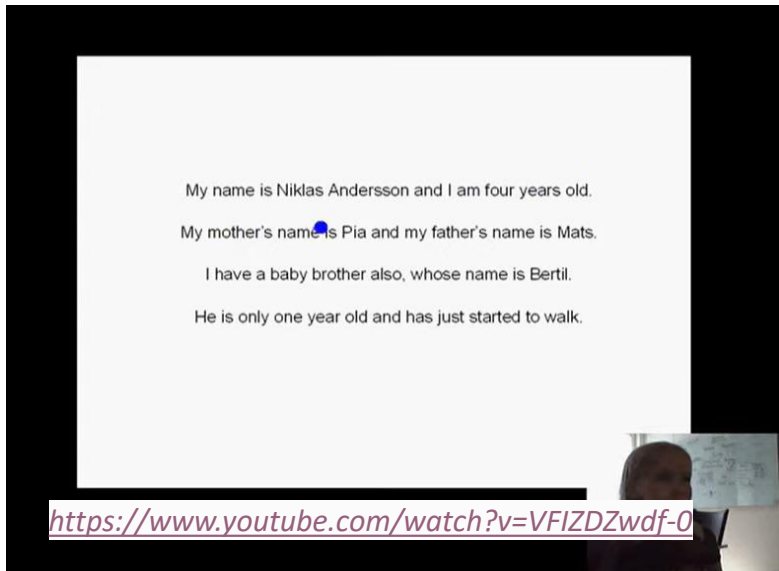 My name is Niklas Andersson and I am four years old.
My mother's name is Pia and my father's name is Mats.
I have a baby brother also, whose name is Bertil.
He is only one year old and has just started to walk.
https://www.youtube.com/watch?v=VFIZDZwdf-0